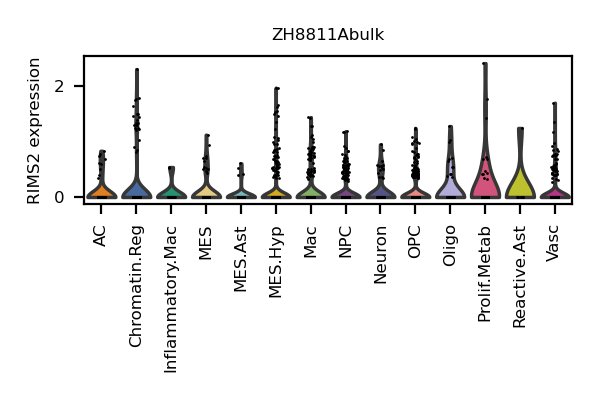 ZH8811Abulk
RIMS2 expression
2
0
AC
Chromatin.Reg
Inflammatory.Mac
MES
MES.Ast
MES.Hyp
Mac
NPC
Neuron
OPC
Oligo
Prolif.Metab
Reactive.Ast
Vasc